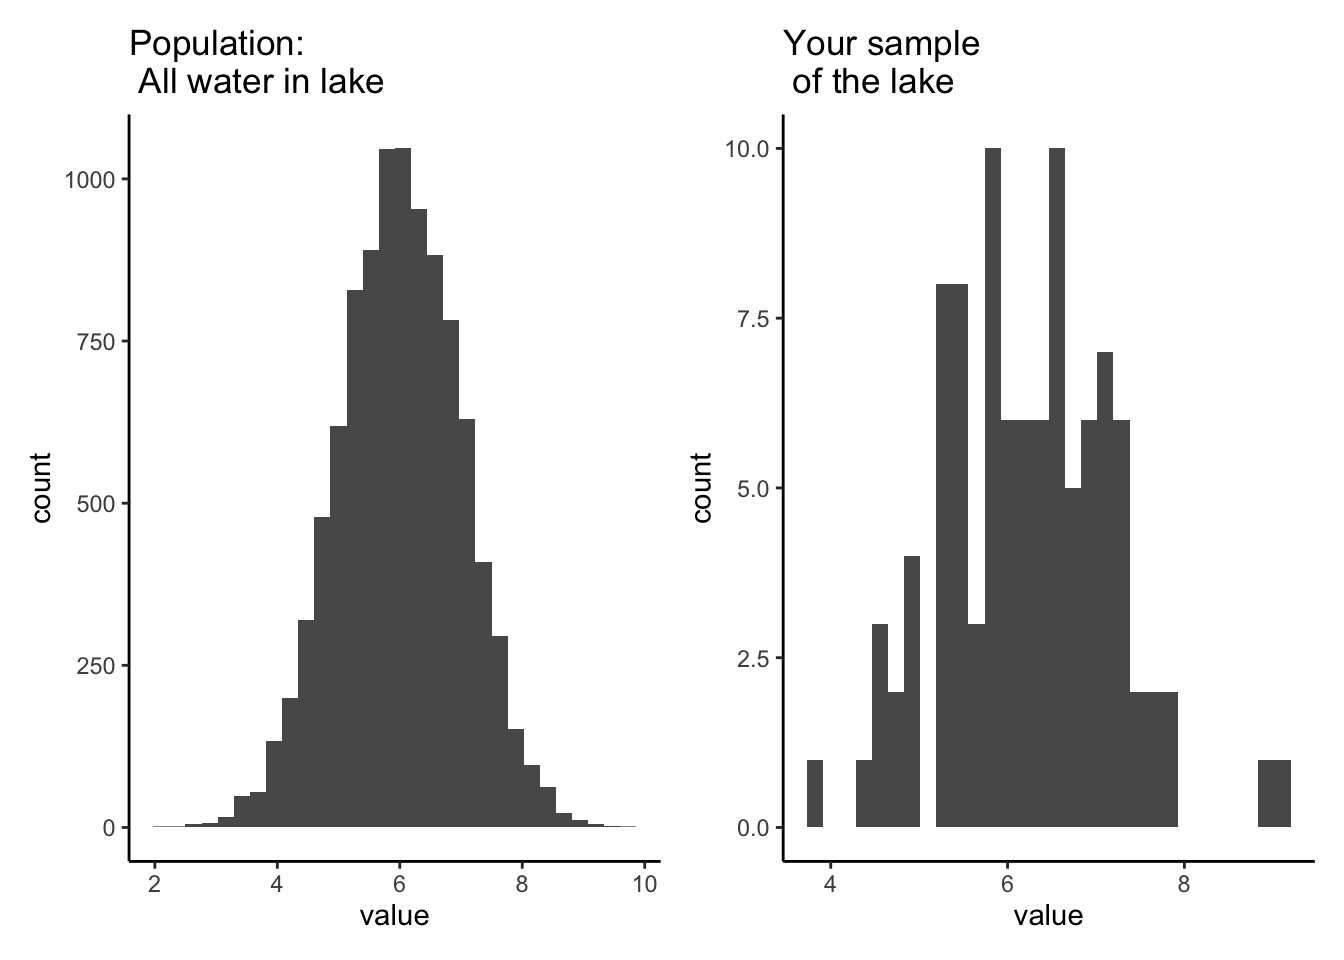 Population:
All water in lake
1000
750
500
250
0
count
2 4 6 8 10
value
Your sample
of the lake
10.0
7.5
5.0
2.5
0.0
count
4 6 8
value